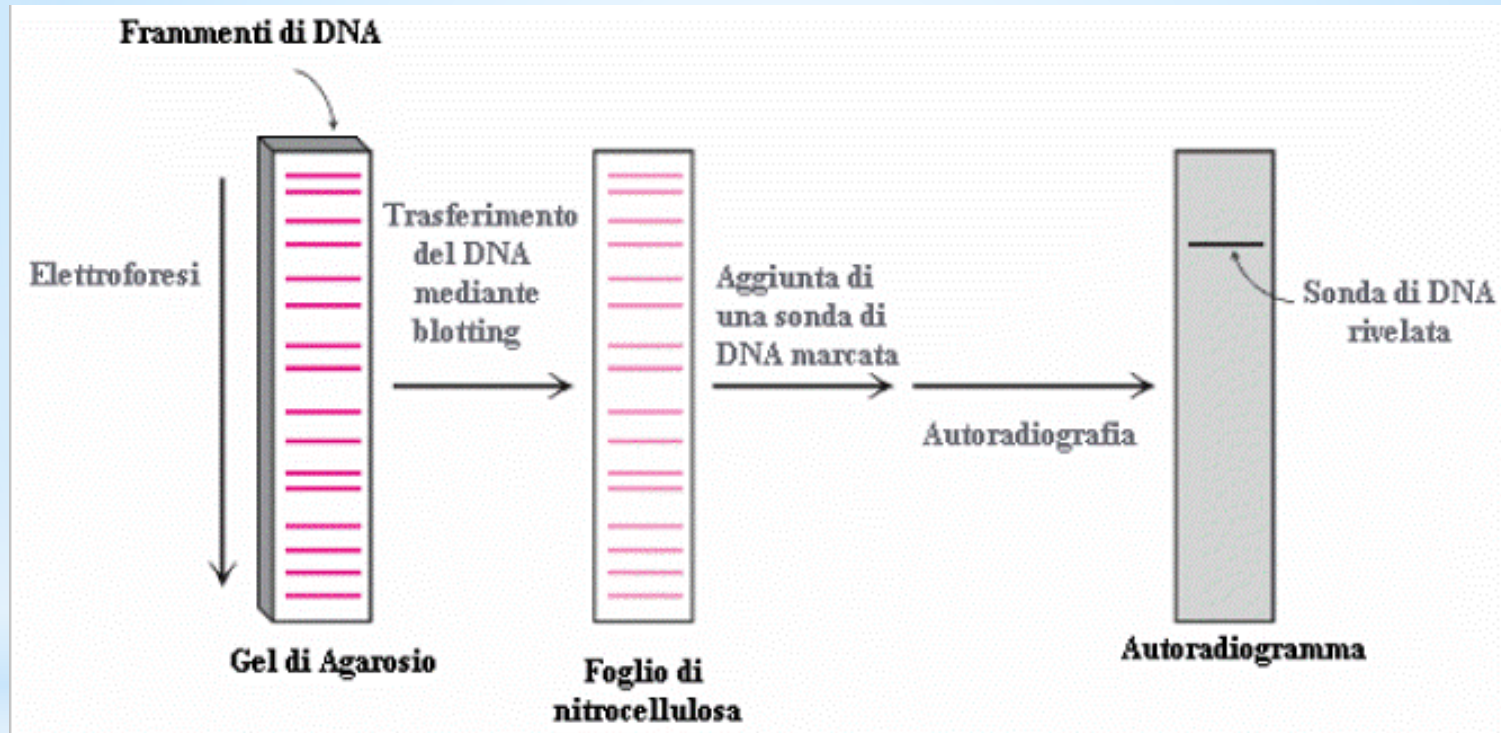 Frammenti di DNA
Elettroforesi
Trasferimento
del DNA
mediante
blotting
Aggiunta di
una sonda di
DNA marcata
Autoradiografia
Sonda di DNA
rivelata
Gel di Agarosio
Foglio di
nitrocellulosa
Autoradiogramma